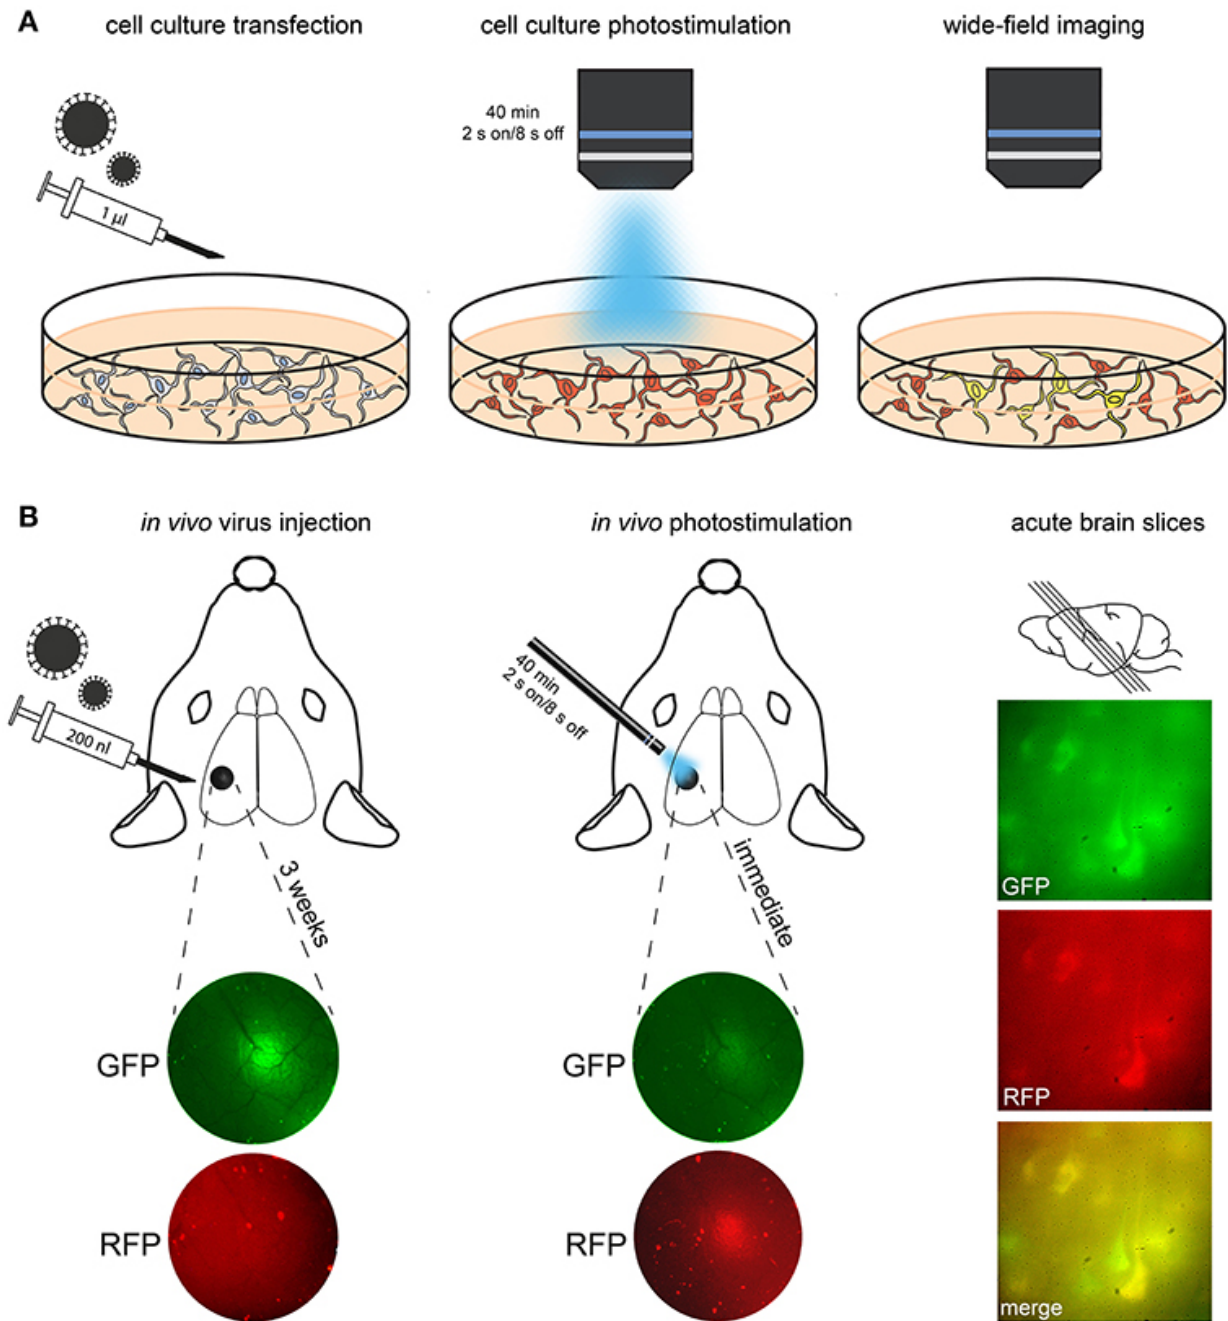 A
cell culture transfection
cell culture photostimulation
wide-field imaging
1 µl
40 min
2 s on/8 s off
B
in vivo virus injection
in vivo photostimulation
acute brain slices
200 nl
3 weeks
40 min
2 s on/8 s off
immediate
GFP
RFP
GFP
RFP
GFP
RFP
merge